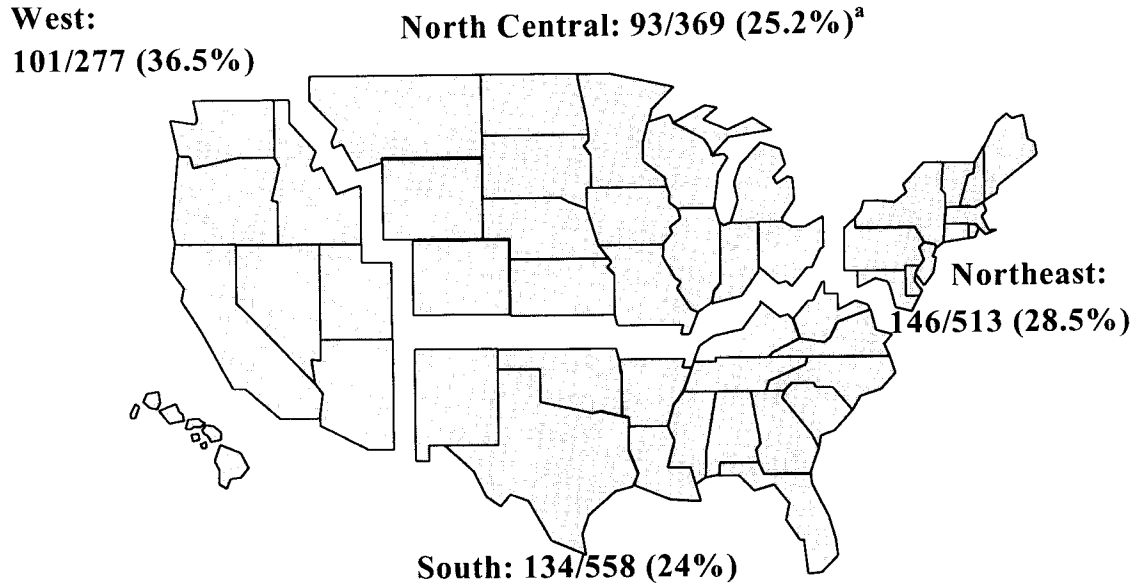 West:
101/277 (36.5%)
North Central: 93/369 (25.2%)ᵃ
Northeast:
146/513 (28.5%)
South: 134/558 (24%)